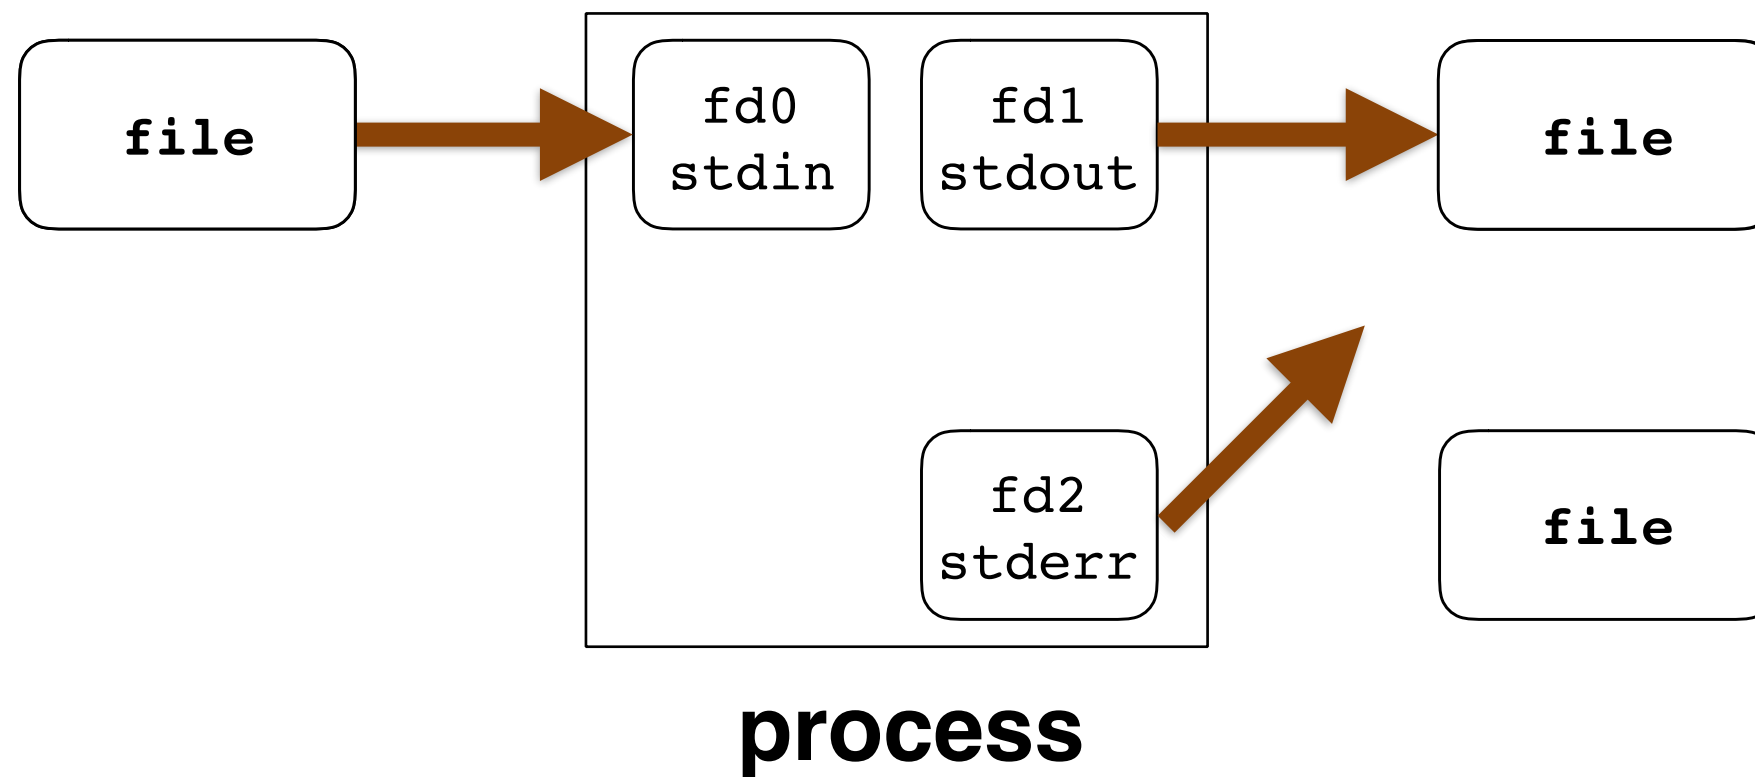 file
fd0
stdin
fd1
stdout
file
fd2
stderr
file
process